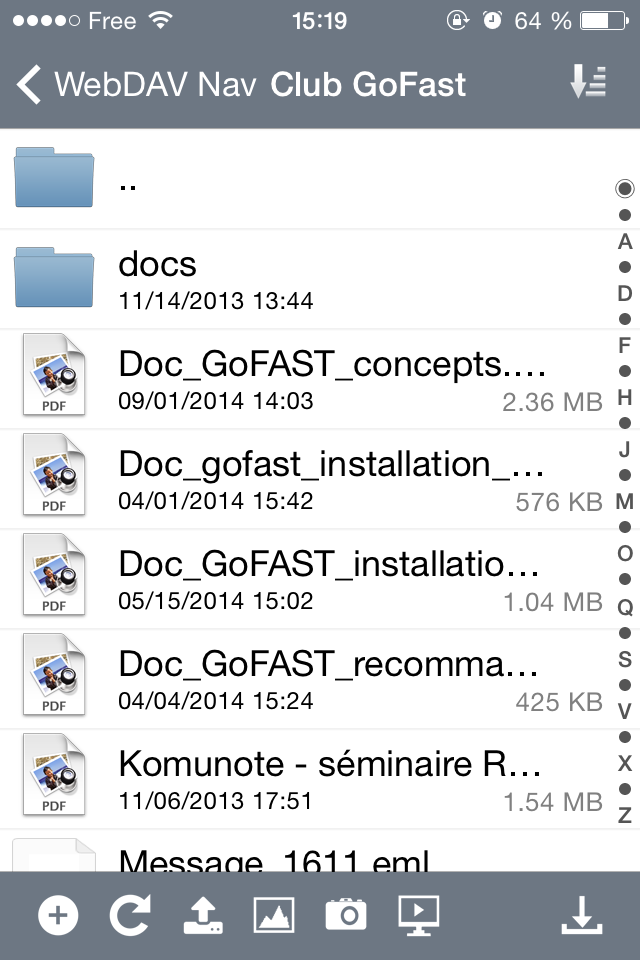 Free 15:19 64 %
WebDAV Nav Club GoFast
..
docs
11/14/2013 13:44
PDF
Doc_GoFAST_concepts.…
09/01/2014 14:03
2.36 MB
PDF
Doc_gofast_installation_…
04/01/2014 15:42
576 KB
PDF
Doc_GoFAST_installatio…
05/15/2014 15:02
1.04 MB
PDF
Doc_GoFAST_recomma…
04/04/2014 15:24
425 KB
PDF
Komunote - séminaire R…
11/06/2013 17:51
1.54 MB
Message_1611.eml
A
D
F
H
J
M
O
Q
S
V
X
Z